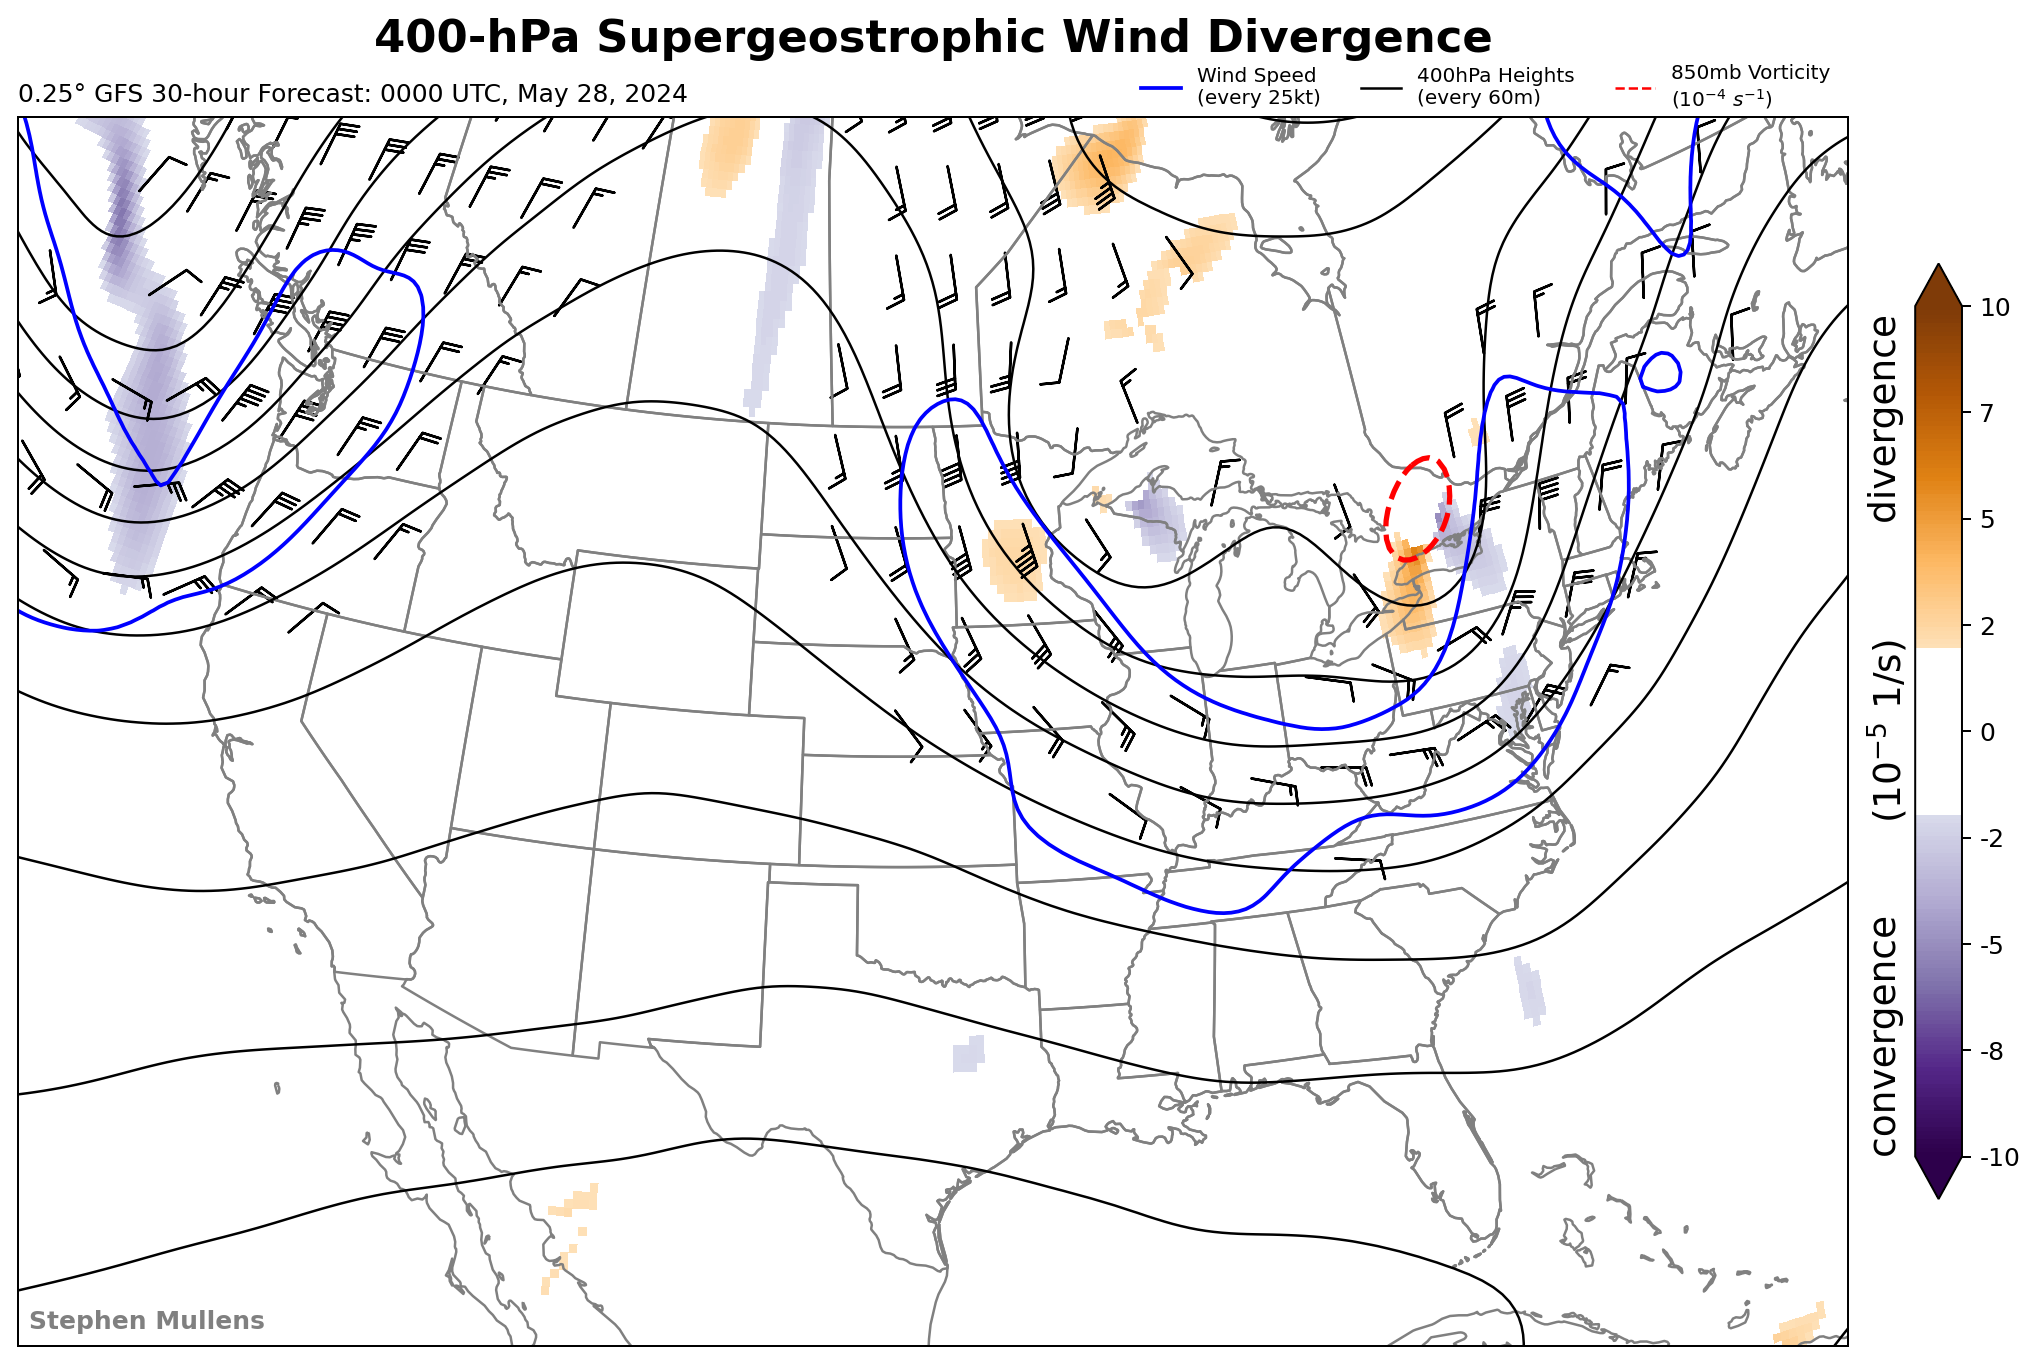 400-hPa Supergeostrophic Wind Divergence
0.25° GFS 30-hour Forecast: 0000 UTC, May 28, 2024
Wind Speed
(every 25kt)
400hPa Heights
(every 60m)
850mb Vorticity
(10⁻⁴ s⁻¹)
10
7
5
2
0
-2
-5
-8
-10
convergence (10⁻⁵ 1/s) divergence
Stephen Mullens